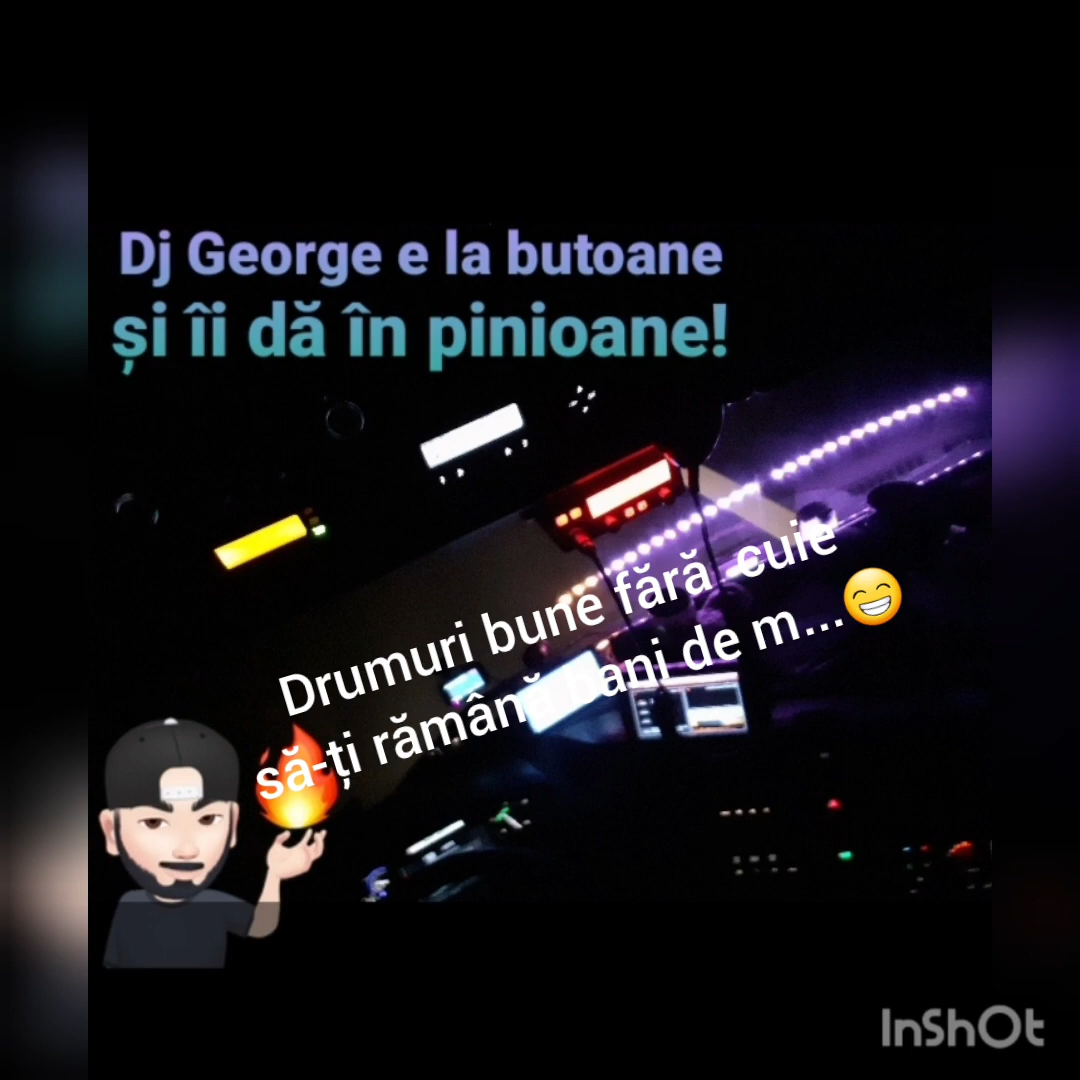 Dj George e la butoane
și îi dă în pinioane!
Drumuri bune fără cuie
să-ți rămână bani de m...😁
InShOt